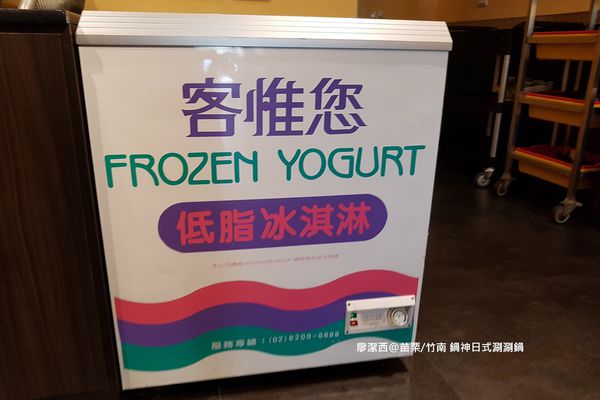 客惟您
FROZEN YOGURT
低脂冰淇淋
服務專線：(02)8209-6688
廖潔西@苗栗/竹南 鍋神日式涮涮鍋